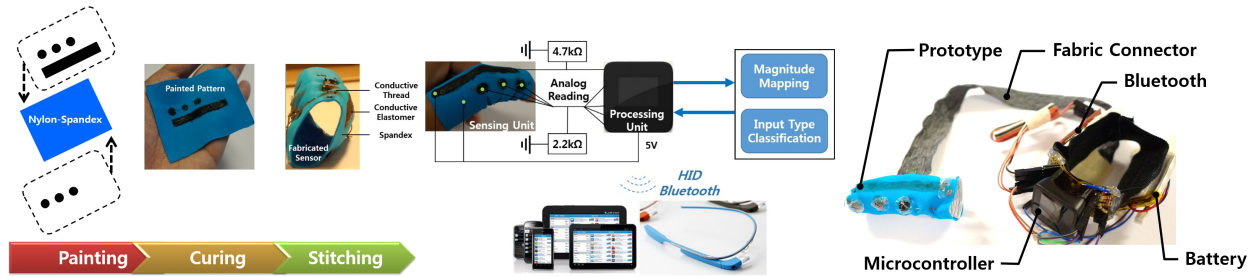 Nylon-Spandex
Painted Pattern
Fabricated
Sensor
Conductive
Thread
Conductive
Elastomer
Spandex
Painting
Curing
Stitching
4.7kΩ
Analog
Reading
Sensing Unit
2.2kΩ
Processing
Unit
5V
Magnitude
Mapping
Input Type
Classification
HID
Bluetooth
Prototype
Fabric Connector
Bluetooth
Microcontroller
Battery